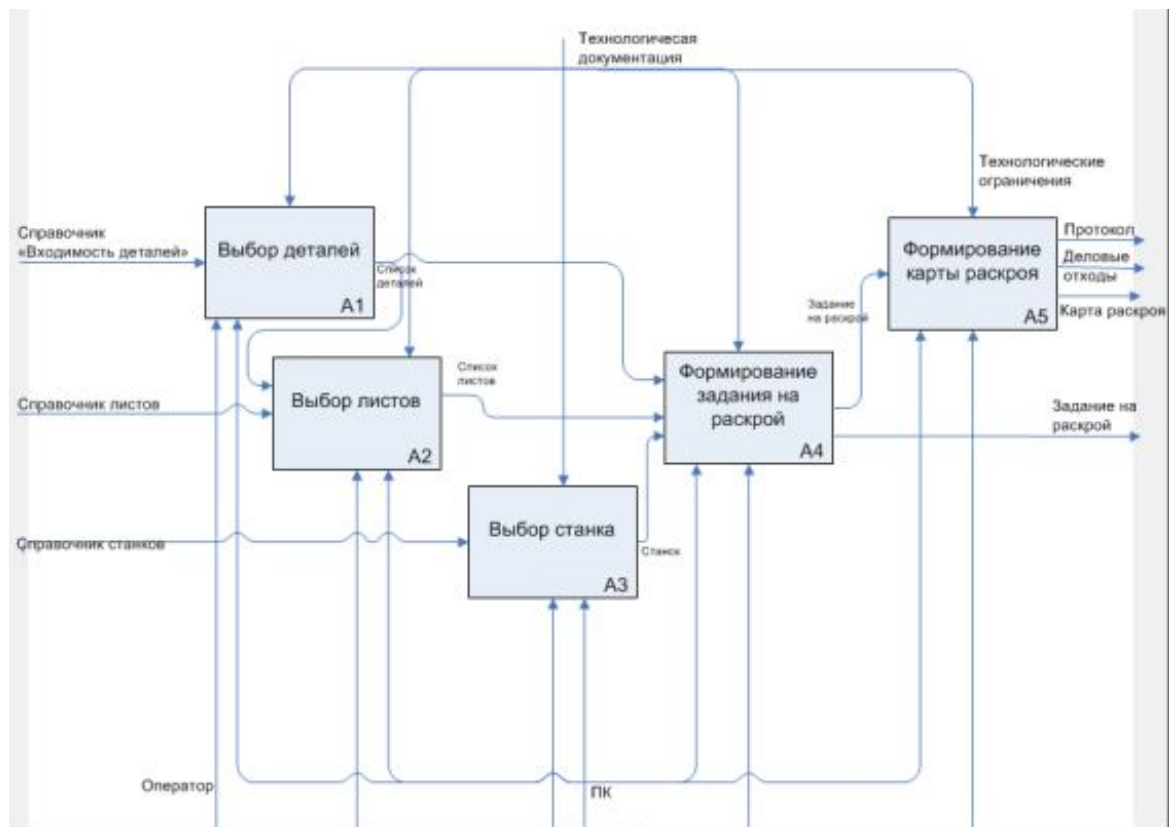 Технологичесая
документация
Технологические
ограничения
Справочник
«Входимость деталей»
Выбор деталей
A1
Список
деталей
Формирование
карты раскроя
A5
Протокол
Деловые
отходы
Карта раскроя
Задание
на раскрой
Справочник листов
Выбор листов
A2
Список
листов
Формирование
задания на
раскрой
A4
Задание на
раскрой
Справочник станков
Выбор станка
A3
Станок
Оператор
ПК